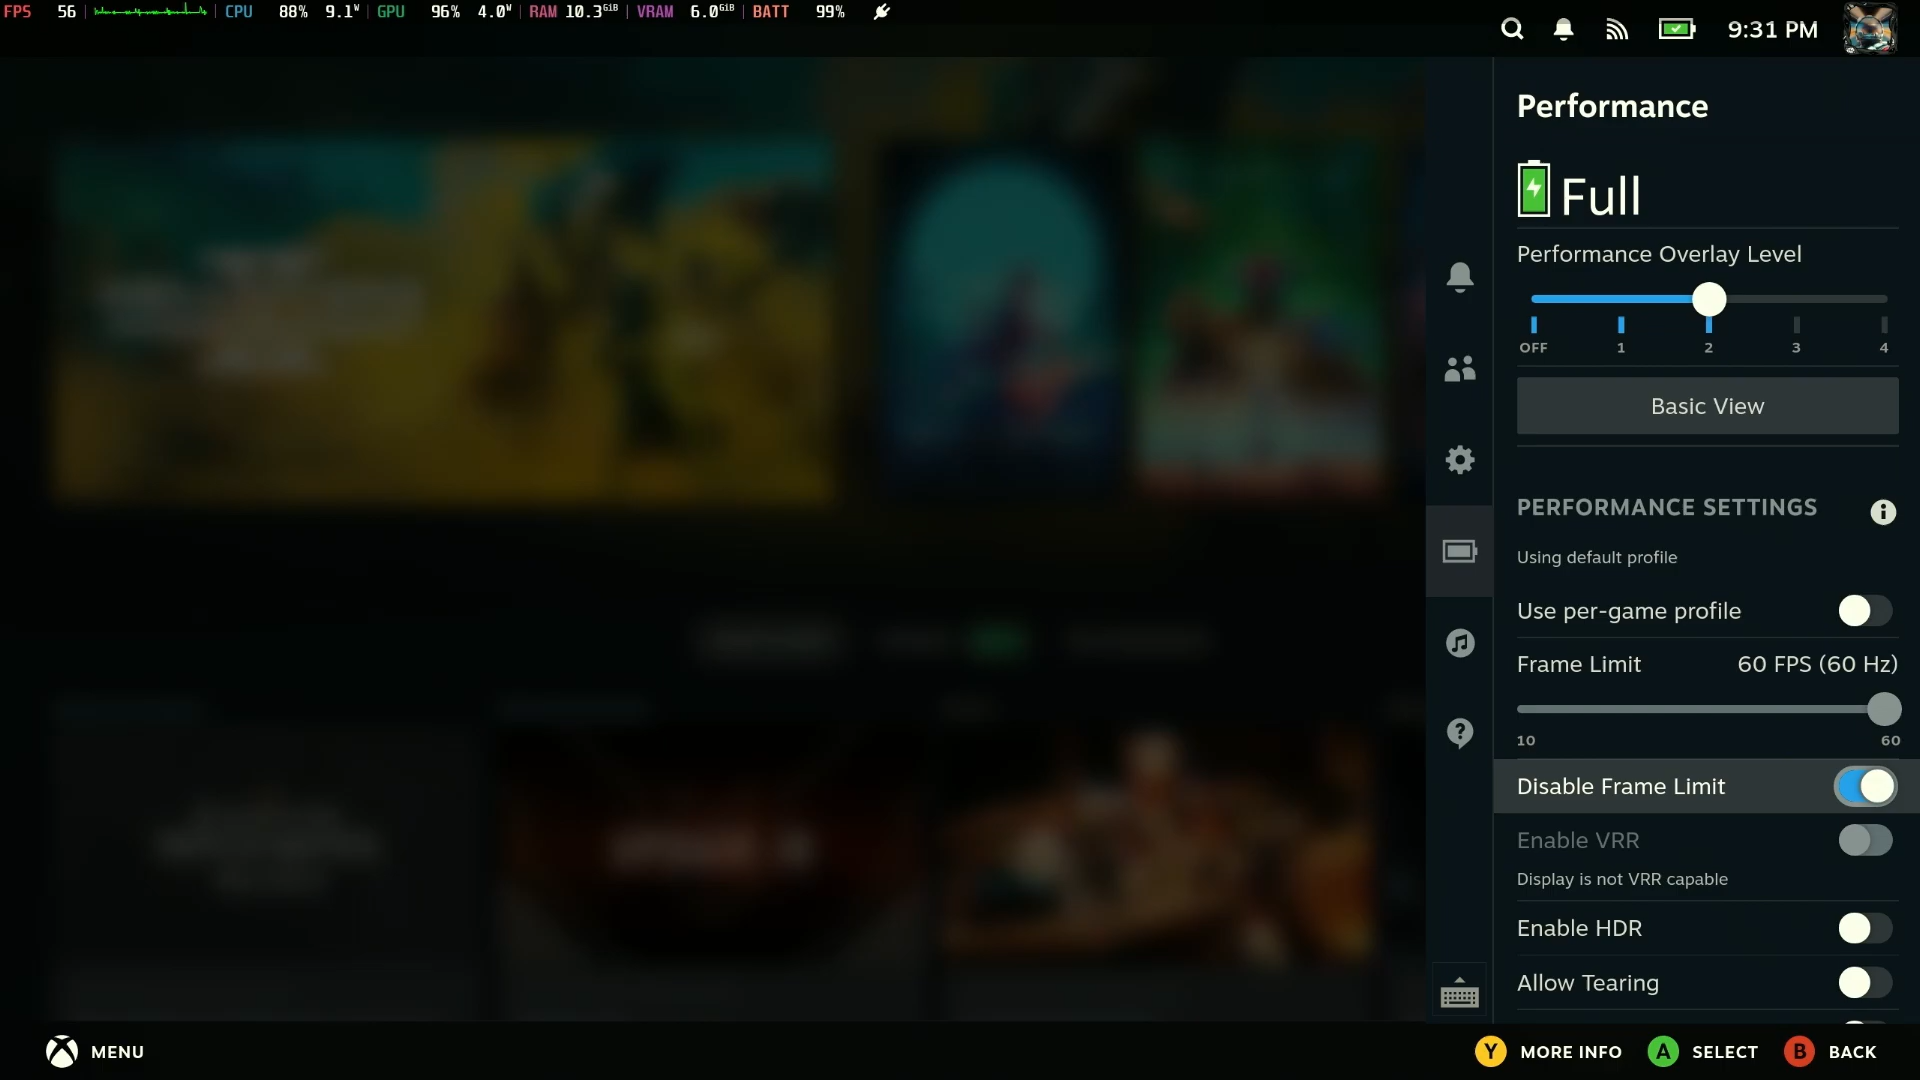 FPS 56 CPU 88% 9.1W GPU 96% 4.0W RAM 10.3GiB VRAM 6.0GiB BATT 99%
9:31 PM
Performance
Full
Performance Overlay Level
OFF 1 2 3 4
Basic View
PERFORMANCE SETTINGS
Using default profile
Use per-game profile
Frame Limit 60 FPS (60 Hz)
10 60
Disable Frame Limit
Enable VRR
Display is not VRR capable
Enable HDR
Allow Tearing
MENU
Y MORE INFO A SELECT B BACK